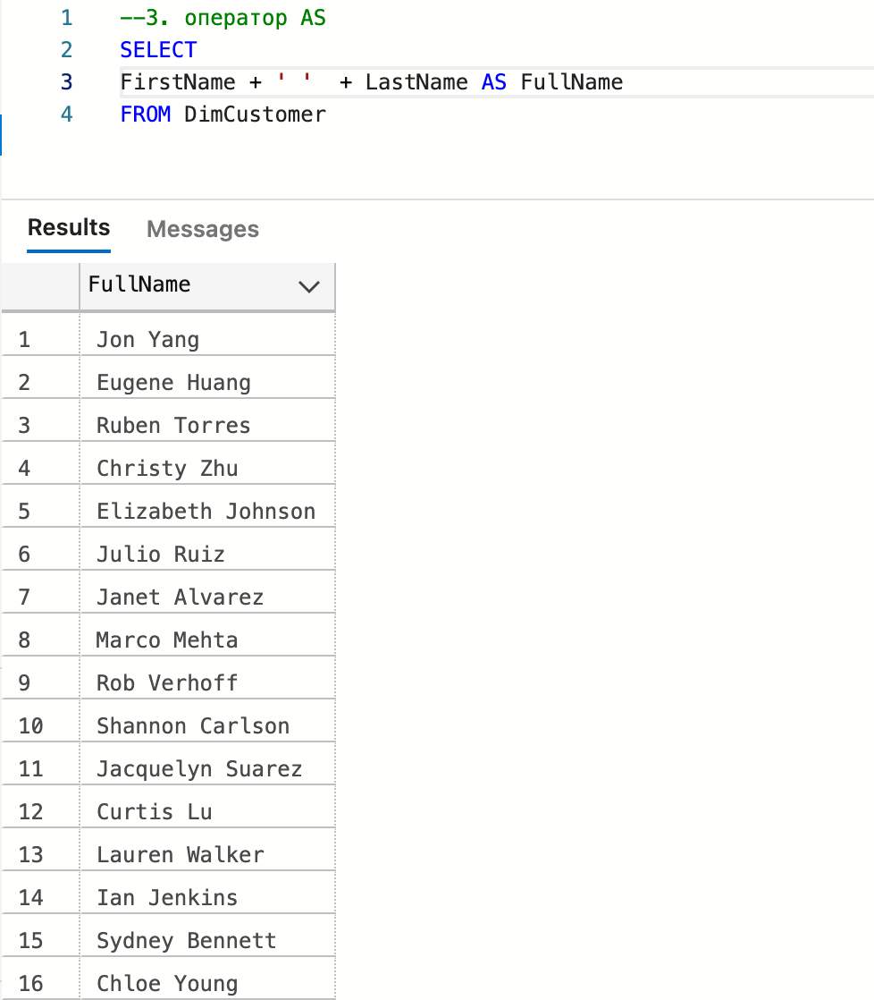 1 --3. оператор AS
2 SELECT
3 FirstName + ' '  + LastName AS FullName
4 FROM DimCustomer
Results Messages
FullName
1 Jon Yang
2 Eugene Huang
3 Ruben Torres
4 Christy Zhu
5 Elizabeth Johnson
6 Julio Ruiz
7 Janet Alvarez
8 Marco Mehta
9 Rob Verhoff
10 Shannon Carlson
11 Jacquelyn Suarez
12 Curtis Lu
13 Lauren Walker
14 Ian Jenkins
15 Sydney Bennett
16 Chloe Young